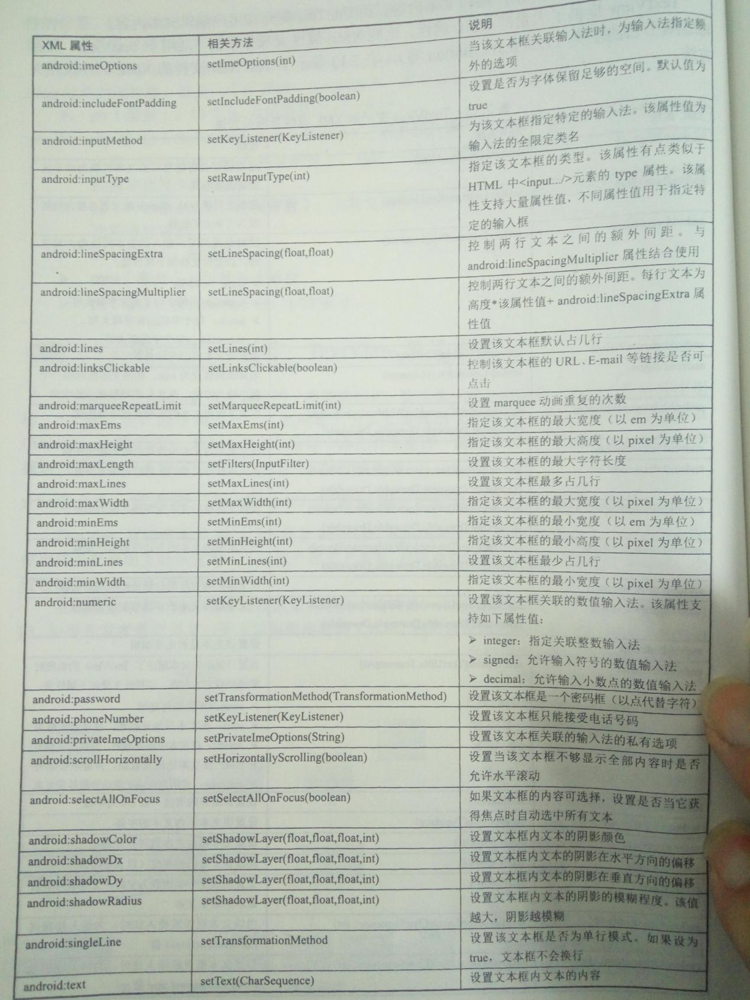 XML 属性 相关方法 说明
android:imeOptions setImeOptions(int) 当该文本框关联输入法时，为输入法指定额
外的选项
android:includeFontPadding setIncludeFontPadding(boolean) 设置是否为字体保留足够的空间。默认值为
true
android:inputMethod setKeyListener(KeyListener) 为该文本框指定特定的输入法。该属性值为
输入法的全限定类名
android:inputType setRawInputType(int) 指定该文本框的类型。该属性有点类似于
HTML 中<input.../>元素的 type 属性。该属
性支持大量属性值，不同属性值用于指定特
定的输入框
android:lineSpacingExtra setLineSpacing(float,float) 控制两行文本之间的额外间距。与
android:lineSpacingMultiplier 属性结合使用
android:lineSpacingMultiplier setLineSpacing(float,float) 控制两行文本之间的额外间距。每行文本为
高度*该属性值+ android:lineSpacingExtra 属
性值
android:lines setLines(int) 设置该文本框默认占几行
android:linksClickable setLinksClickable(boolean) 控制该文本框的 URL、E-mail 等链接是否可
点击
android:marqueeRepeatLimit setMarqueeRepeatLimit(int) 设置 marquee 动画重复的次数
android:maxEms setMaxEms(int) 指定该文本框的最大宽度（以 em 为单位）
android:maxHeight setMaxHeight(int) 指定该文本框的最大高度（以 pixel 为单位）
android:maxLength setFilters(InputFilter) 设置该文本框的最大字符长度
android:maxLines setMaxLines(int) 设置该文本框最多占几行
android:maxWidth setMaxWidth(int) 指定该文本框的最大宽度（以 pixel 为单位）
android:minEms setMinEms(int) 指定该文本框的最小宽度（以 em 为单位）
android:minHeight setMinHeight(int) 指定该文本框的最小高度（以 pixel 为单位）
android:minLines setMinLines(int) 设置该文本框最少占几行
android:minWidth setMinWidth(int) 指定该文本框的最小宽度（以 pixel 为单位）
android:numeric setKeyListener(KeyListener) 设置该文本框关联的数值输入法。该属性支
持如下属性值：
➢ integer：指定关联整数输入法
➢ signed：允许输入符号的数值输入法
➢ decimal：允许输入小数点的数值输入法
android:password setTransformationMethod(TransformationMethod) 设置该文本框是一个密码框（以点代替字符）
android:phoneNumber setKeyListener(KeyListener) 设置该文本框只能接受电话号码
android:privateImeOptions setPrivateImeOptions(String) 设置该文本框关联的输入法的私有选项
android:scrollHorizontally setHorizontallyScrolling(boolean) 设置当该文本框不够显示全部内容时是否
允许水平滚动
android:selectAllOnFocus setSelectAllOnFocus(boolean) 如果文本框的内容可选择，设置是否当它获
得焦点时自动选中所有文本
android:shadowColor setShadowLayer(float,float,float,int) 设置文本框内文本的阴影颜色
android:shadowDx setShadowLayer(float,float,float,int) 设置文本框内文本的阴影在水平方向的偏移
android:shadowDy setShadowLayer(float,float,float,int) 设置文本框内文本的阴影在垂直方向的偏移
android:shadowRadius setShadowLayer(float,float,float,int) 设置文本框内文本的阴影的模糊程度。该值
越大，阴影越模糊
android:singleLine setTransformationMethod 设置该文本框是否为单行模式。如果设为
true，文本框不会换行
android:text setText(CharSequence) 设置文本框内文本的内容